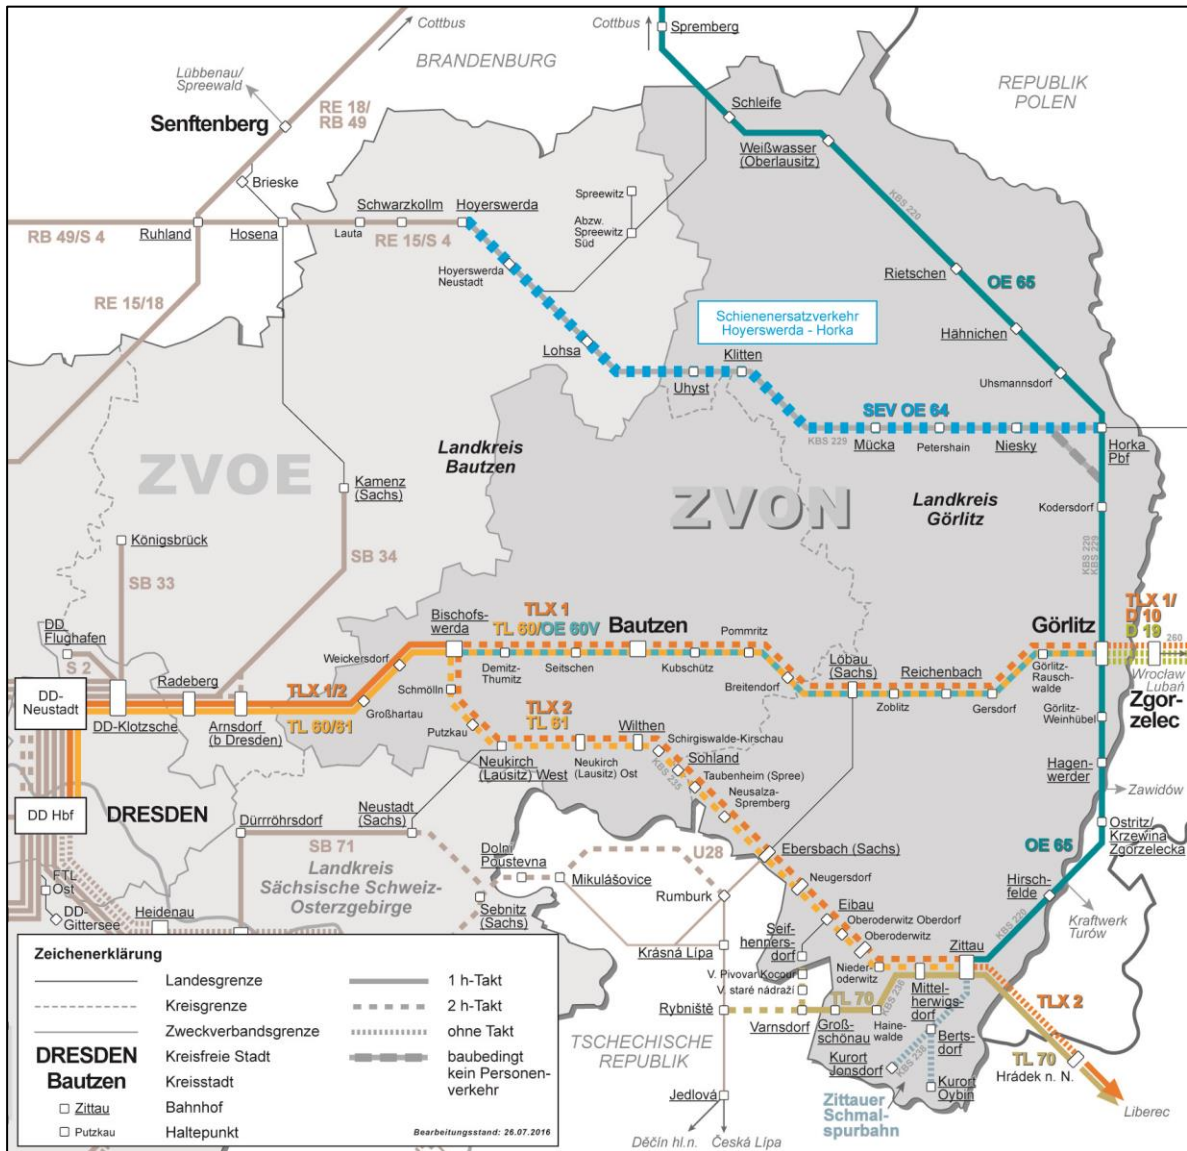 Cottbus
Cottbus
Spremberg
BRANDENBURG
REPUBLIK
POLEN
Lübbenau/
Spreewald
RE 18/
RB 49
Senftenberg
Schleife
Weißwasser
(Oberlausitz)
Brieske
KBS 220
Spreewitz
Schwarzkollm
Hoyerswerda
Abzw.
Spreewitz
Süd
RB 49/S 4
Ruhland
Hosena
Lauta
RE 15/S 4
Hoyerswerda
Neustadt
Rietschen
OE 65
RE 15/18
Schienenersatzverkehr
Hoyerswerda - Horka
Hähnichen
Lohsa
Klitten
Uhyst
Uhsmannsdorf
SEV OE 64
KBS 229
Mücka
Petershain
Niesky
Horka
Pbf
Landkreis
Bautzen
ZVOE
Kamenz
(Sachs)
ZVON
Landkreis
Görlitz
Kodersdorf
Königsbrück
SB 34
SB 33
KBS 220
KBS 229
Bischofs-
werda
TLX 1
TL 60/OE 60V
Bautzen
Pommritz
Görlitz
TLX 1/
D 10
D 19
260
DD
Flughafen
Weickersdorf
Demitz-
Thumitz
Seitschen
Kubschütz
Löbau
(Sachs)
Reichenbach
Görlitz-
Rausch-
walde
Wrocław
Lubań
S 2
Radeberg
Schmölln
Breitendorf
Zoblitz
Gersdorf
Zgor-
zelec
DD-
Neustadt
TLX 1/2
Großhartau
TLX 2
TL 61
Wilthen
Görlitz-
Weinhübel
DD-Klotzsche
Arnsdorf
(b Dresden)
TL 60/61
Putzkau
Schirgiswalde-Kirschau
Neukirch
(Lausitz) West
Neukirch
(Lausitz) Ost
KBS 235
Sohland
Hagen-
werder
Taubenheim (Spree)
Zawidów
Neusalza-
Spremberg
DD Hbf
DRESDEN
Dürrröhrsdorf
Neustadt
(Sachs)
Ostritz/
Krzewina
Zgorzelecka
SB 71
Dolní
Poustevna
U28
Ebersbach (Sachs)
OE 65
Landkreis
Sächsische Schweiz-
Osterzgebirge
Mikulášovice
Neugersdorf
Hirsch-
felde
FTL
Ost
Rumburk
Eibau
DD-
Gittersee
Heidenau
Sebnitz
(Sachs)
Oberoderwitz Oberdorf
Oberoderwitz
KBS 220
Kraftwerk
Turów
Seif-
henners-
dorf
Zittau
Krásná Lípa
Nieder-
oderwitz
V. Pivovar Kocour
V. staré nádraží
TL 70
KBS 236
Mittel-
herwigs-
dorf
TLX 2
Rybniště
Varnsdorf
Groß-
schönau
Haine-
walde
Berts-
dorf
TSCHECHISCHE
REPUBLIK
Kurort
Jonsdorf
KBS 238
TL 70
Hrádek n. N.
Kurort
Oybin
Zittauer
Schmal-
spurbahn
Jedlová
Liberec
Děčín hl.n.
Česká Lípa
Zeichenerklärung
Landesgrenze
1 h-Takt
Kreisgrenze
2 h-Takt
Zweckverbandsgrenze
ohne Takt
DRESDEN
Kreisfreie Stadt
baubedingt
kein Personen-
verkehr
Bautzen
Kreisstadt
Zittau
Bahnhof
Putzkau
Haltepunkt
Bearbeitungsstand: 26.07.2016